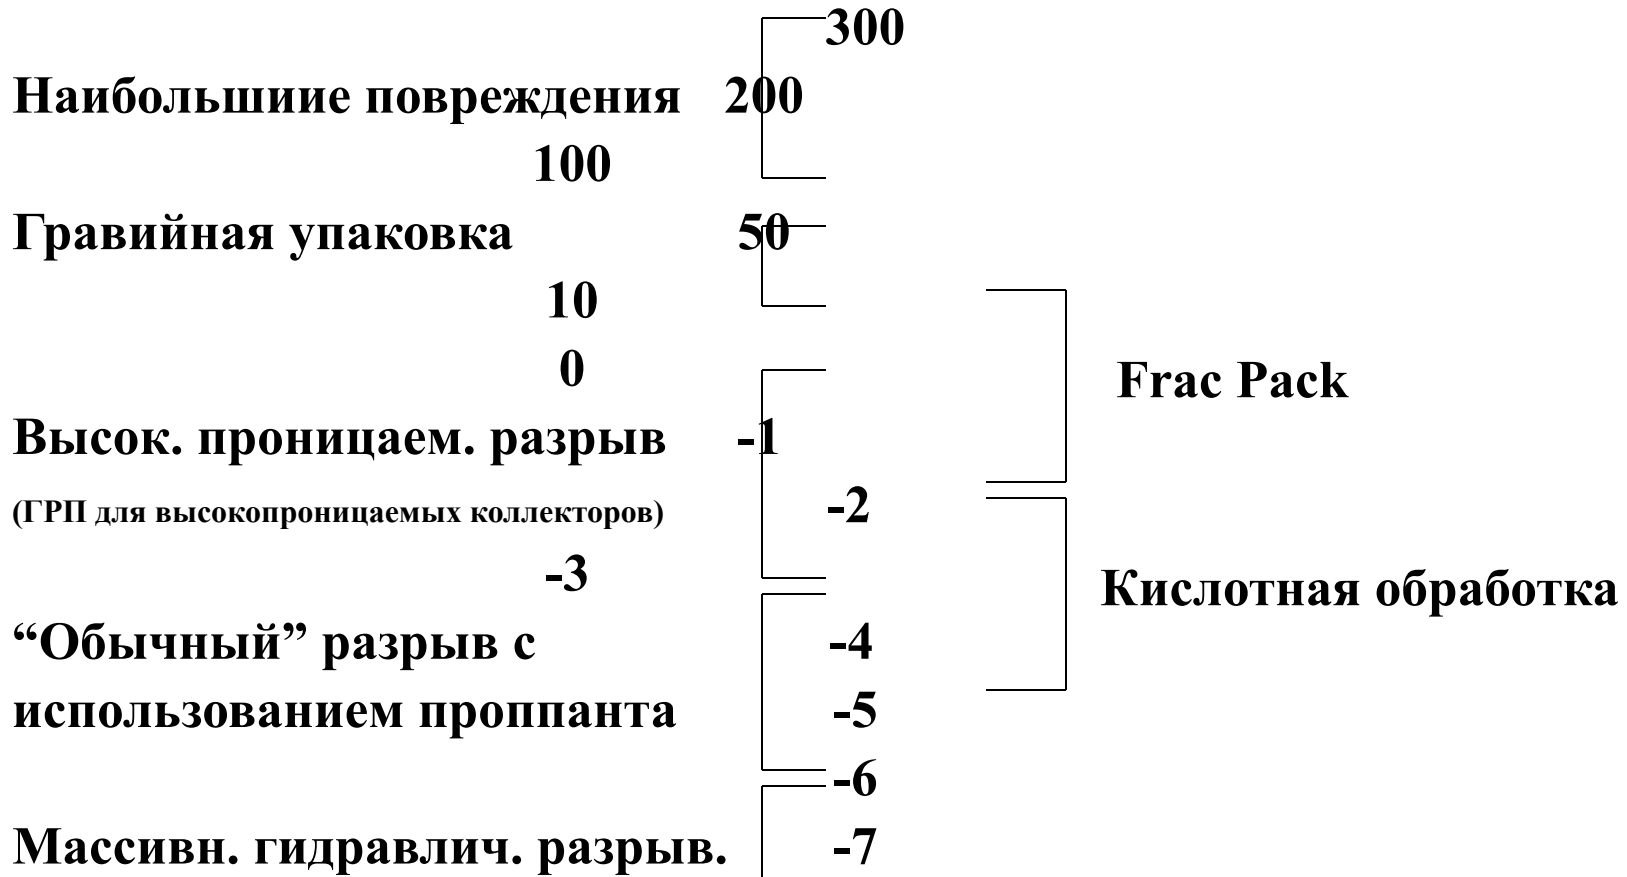 300
Наибольшиие повреждения 200
100
Гравийная упаковка 50
10
0
Frac Pack
Высок. проницаем. разрыв -1
(ГРП для высокопроницаемых коллекторов) -2
-3
Кислотная обработка
“Обычный” разрыв с -4
использованием проппанта -5
-6
Массивн. гидравлич. разрыв. -7